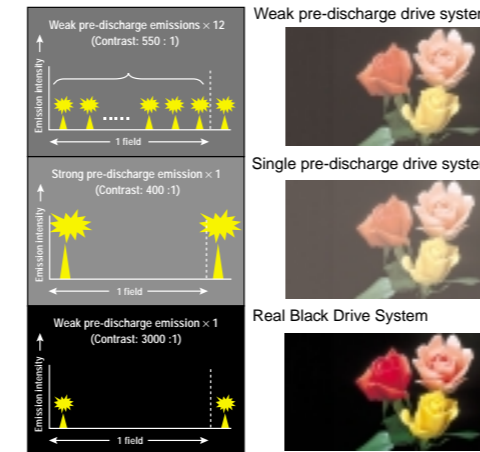 Weak pre-discharge drive system
Weak pre-discharge emissions × 12
(Contrast: 550 : 1)
Emission intensity
1 field
Single pre-discharge drive system
Strong pre-discharge emission × 1
(Contrast: 400 :1)
Emission intensity
1 field
Real Black Drive System
Weak pre-discharge emission × 1
(Contrast: 3000 :1)
Emission intensity
1 field